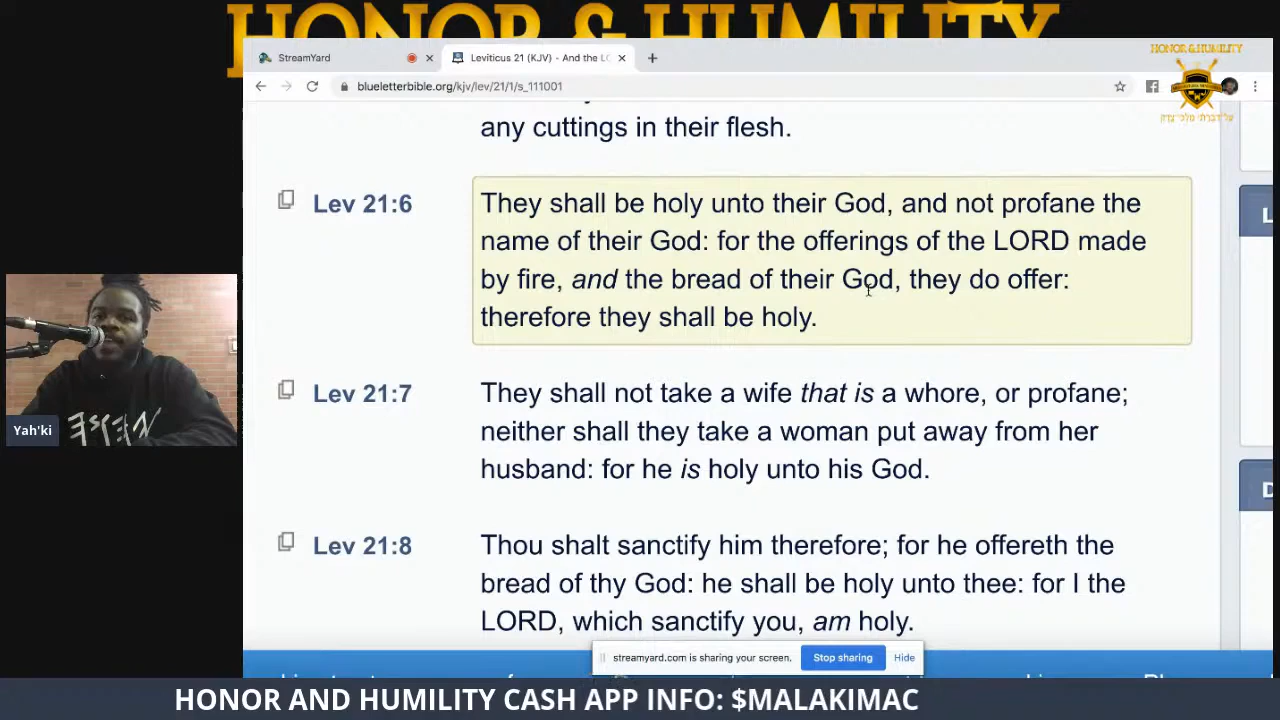 HONOR & HUMILITY
StreamYard
Leviticus 21 (KJV) - And the LO
HONOR & HUMILITY
blueletterbible.org/kjv/lev/21/1/s_111001
any cuttings in their flesh.
Lev 21:6
They shall be holy unto their God, and not profane the
name of their God: for the offerings of the LORD made
by fire, and the bread of their God, they do offer:
therefore they shall be holy.
Lev 21:7
They shall not take a wife that is a whore, or profane;
neither shall they take a woman put away from her
husband: for he is holy unto his God.
Lev 21:8
Thou shalt sanctify him therefore; for he offereth the
bread of thy God: he shall be holy unto thee: for I the
LORD, which sanctify you, am holy.
Yah'ki
streamyard.com is sharing your screen.
Stop sharing
Hide
HONOR AND HUMILITY CASH APP INFO: $MALAKIMAC